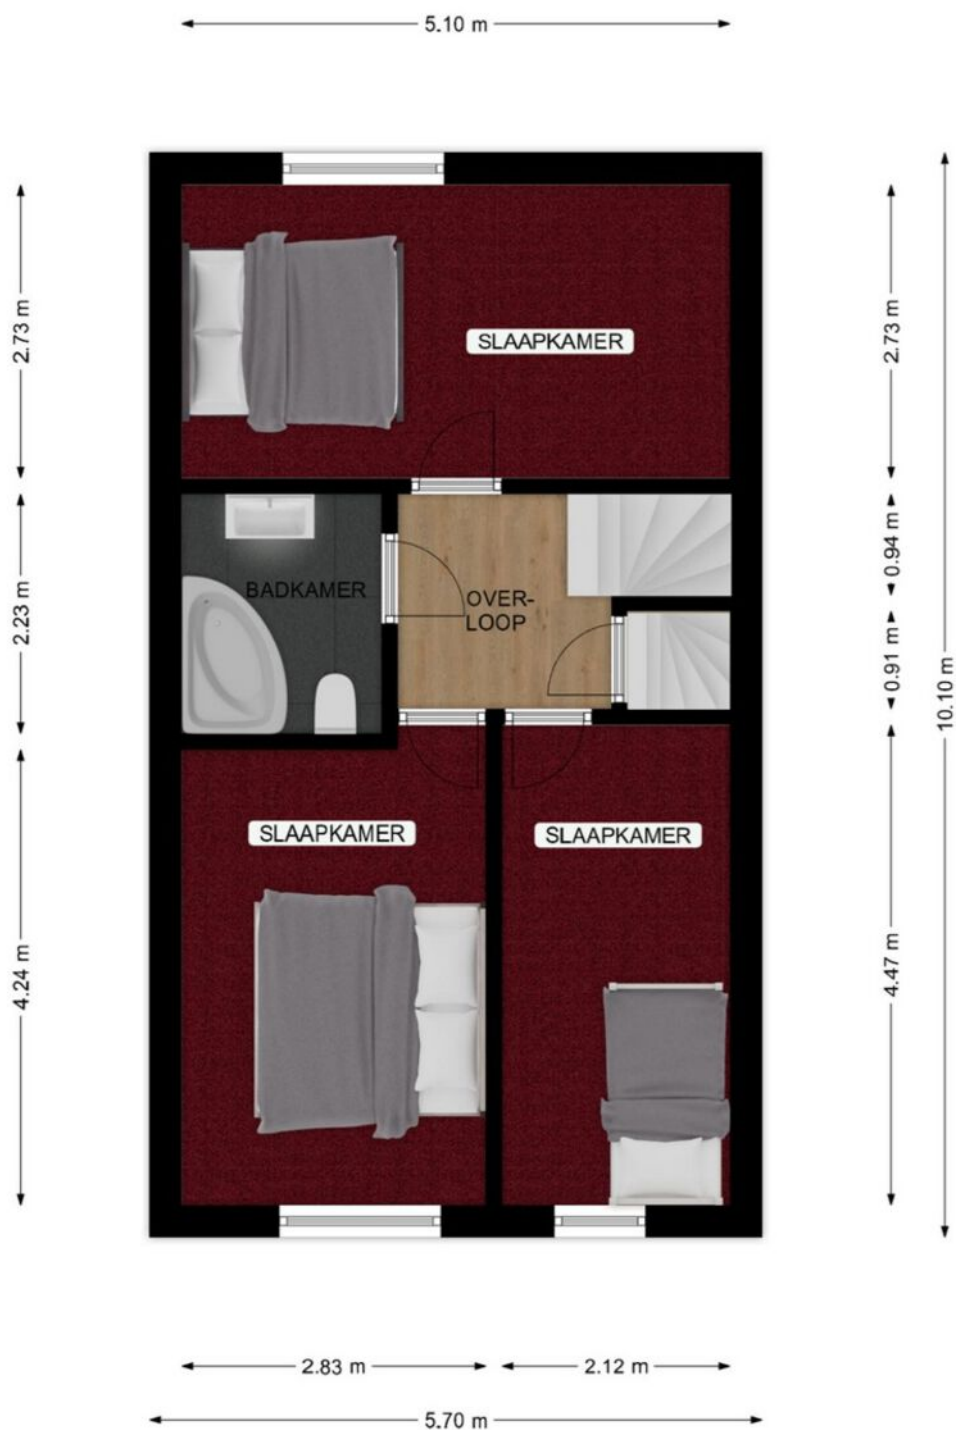 5.10 m
2.73 m
2.73 m
SLAAPKAMER
2.23 m
0.94 m
BADKAMER
OVER-
LOOP
0.91 m
10.10 m
SLAAPKAMER
SLAAPKAMER
4.24 m
4.47 m
2.83 m
2.12 m
5.70 m